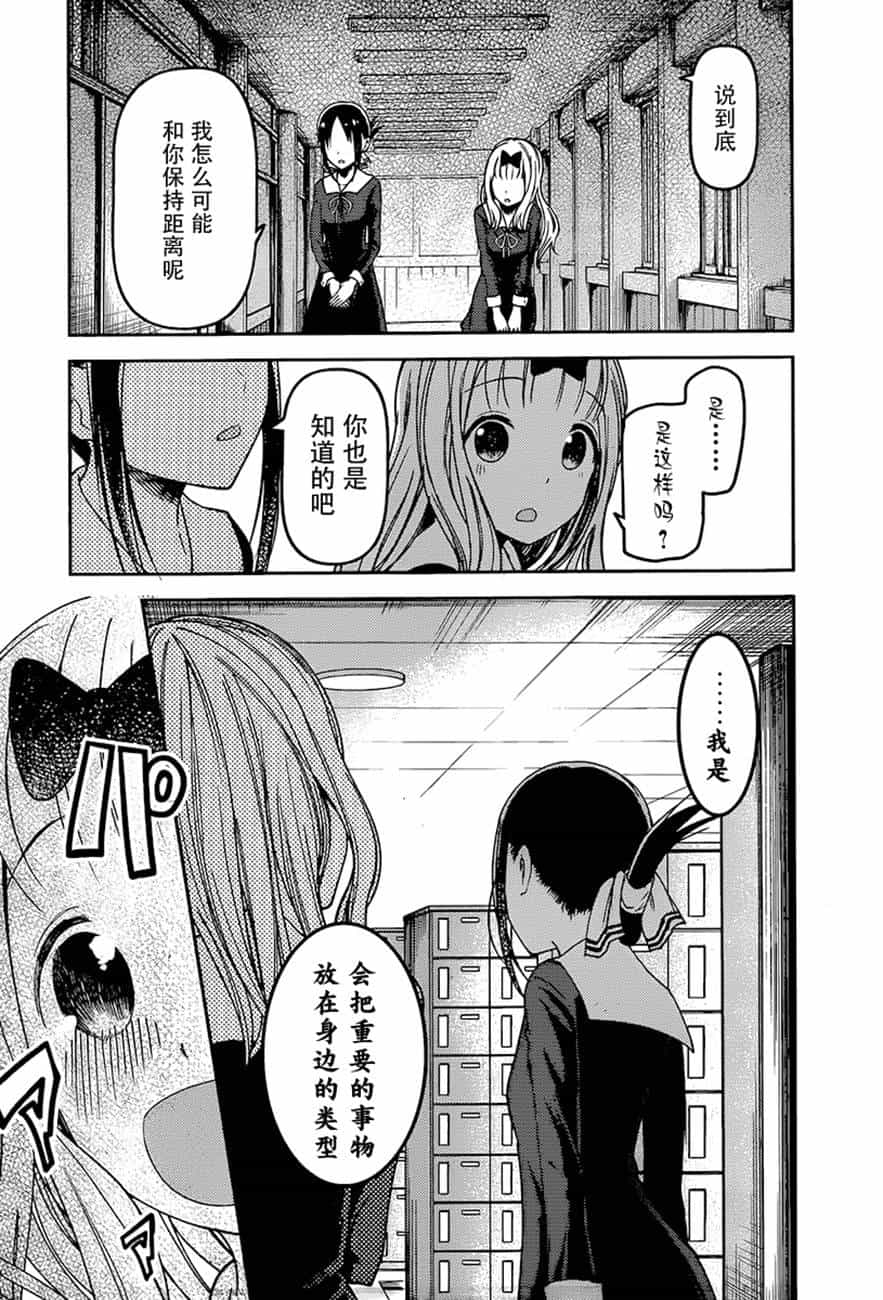 说到底
我怎么可能
和你保持距离呢
是……
是这样吗？
你也是
知道的吧
……我是
会把重要的事物
放在身边的类型
パァァ